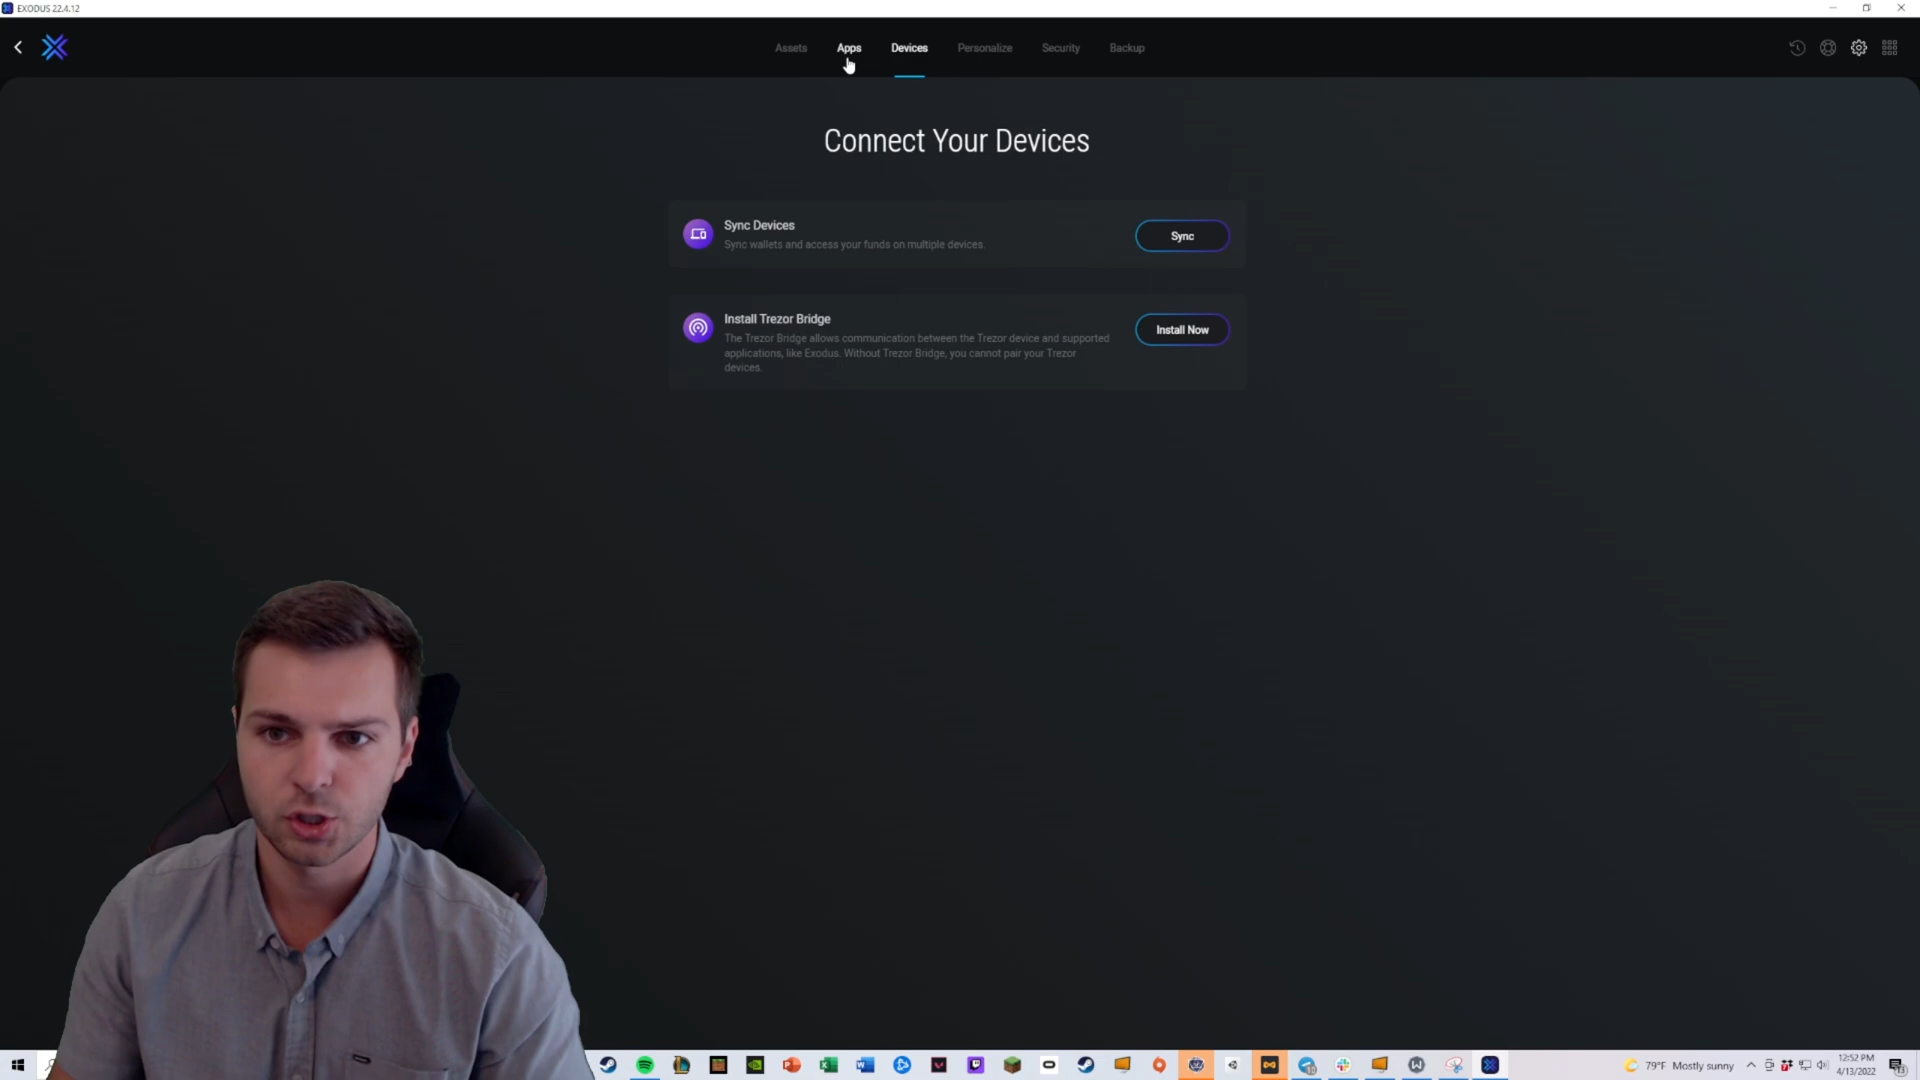 EXODUS 22.4.12
Assets Apps Devices Personalize Security Backup
Connect Your Devices
Sync Devices
Sync wallets and access your funds on multiple devices.
Sync
Install Trezor Bridge
The Trezor Bridge allows communication between the Trezor device and supported
applications, like Exodus. Without Trezor Bridge, you cannot pair your Trezor
devices.
Install Now
79°F Mostly sunny
12:52 PM
4/13/2022